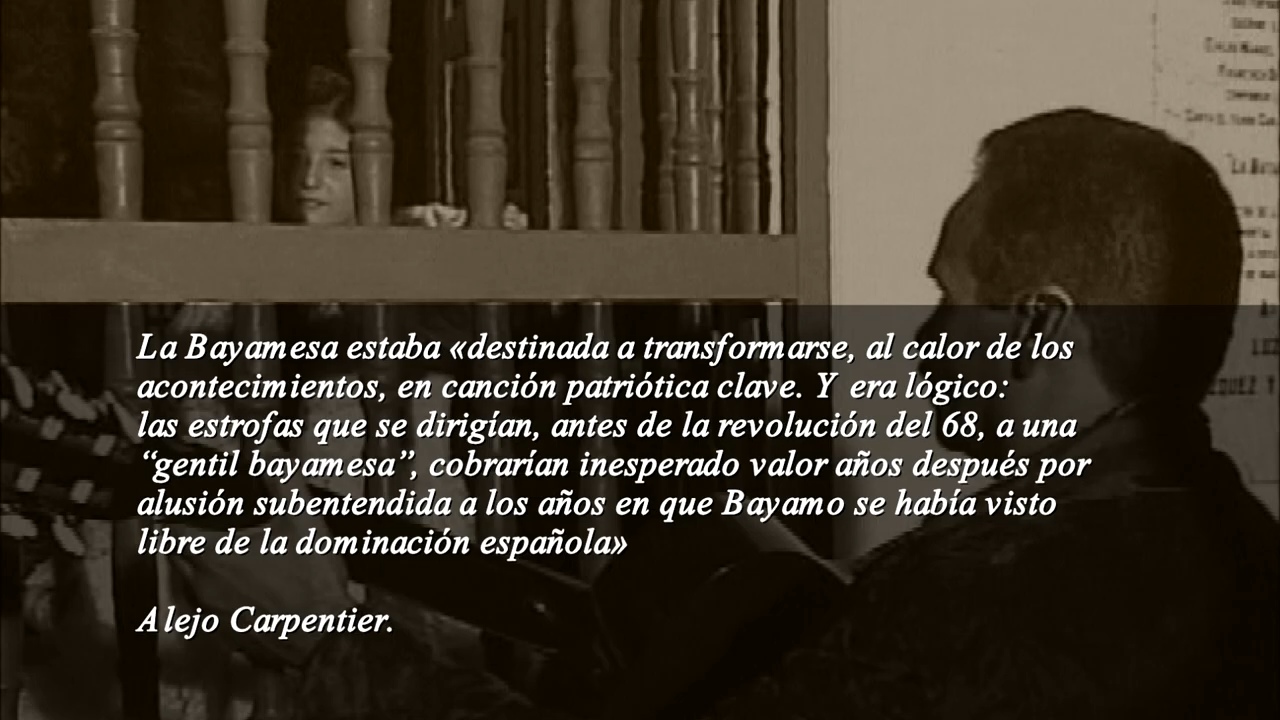 La Bayamesa estaba «destinada a transformarse, al calor de los
acontecimientos, en canción patriótica clave. Y era lógico:
las estrofas que se dirigían, antes de la revolución del 68, a una
“gentil bayamesa”, cobrarían inesperado valor años después por
alusión subentendida a los años en que Bayamo se había visto
libre de la dominación española»
Alejo Carpentier.